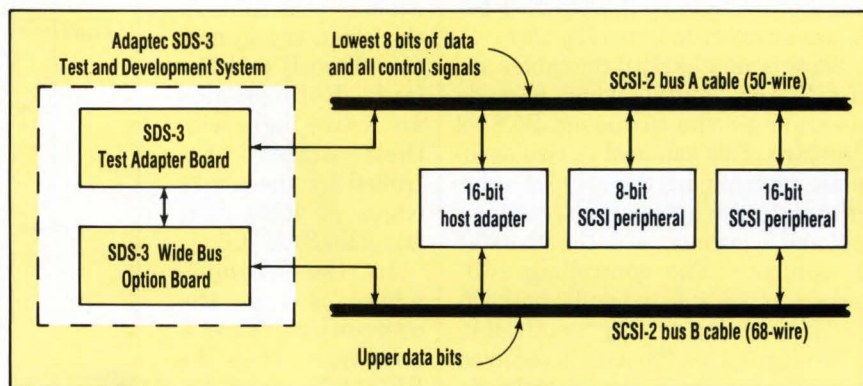 Adaptec SDS-3
Test and Development System
SDS-3
Test Adapter Board
SDS-3 Wide Bus
Option Board
Lowest 8 bits of data
and all control signals
SCSI-2 bus A cable (50-wire)
16-bit
host adapter
8-bit
SCSI peripheral
16-bit
SCSI peripheral
SCSI-2 bus B cable (68-wire)
Upper data bits